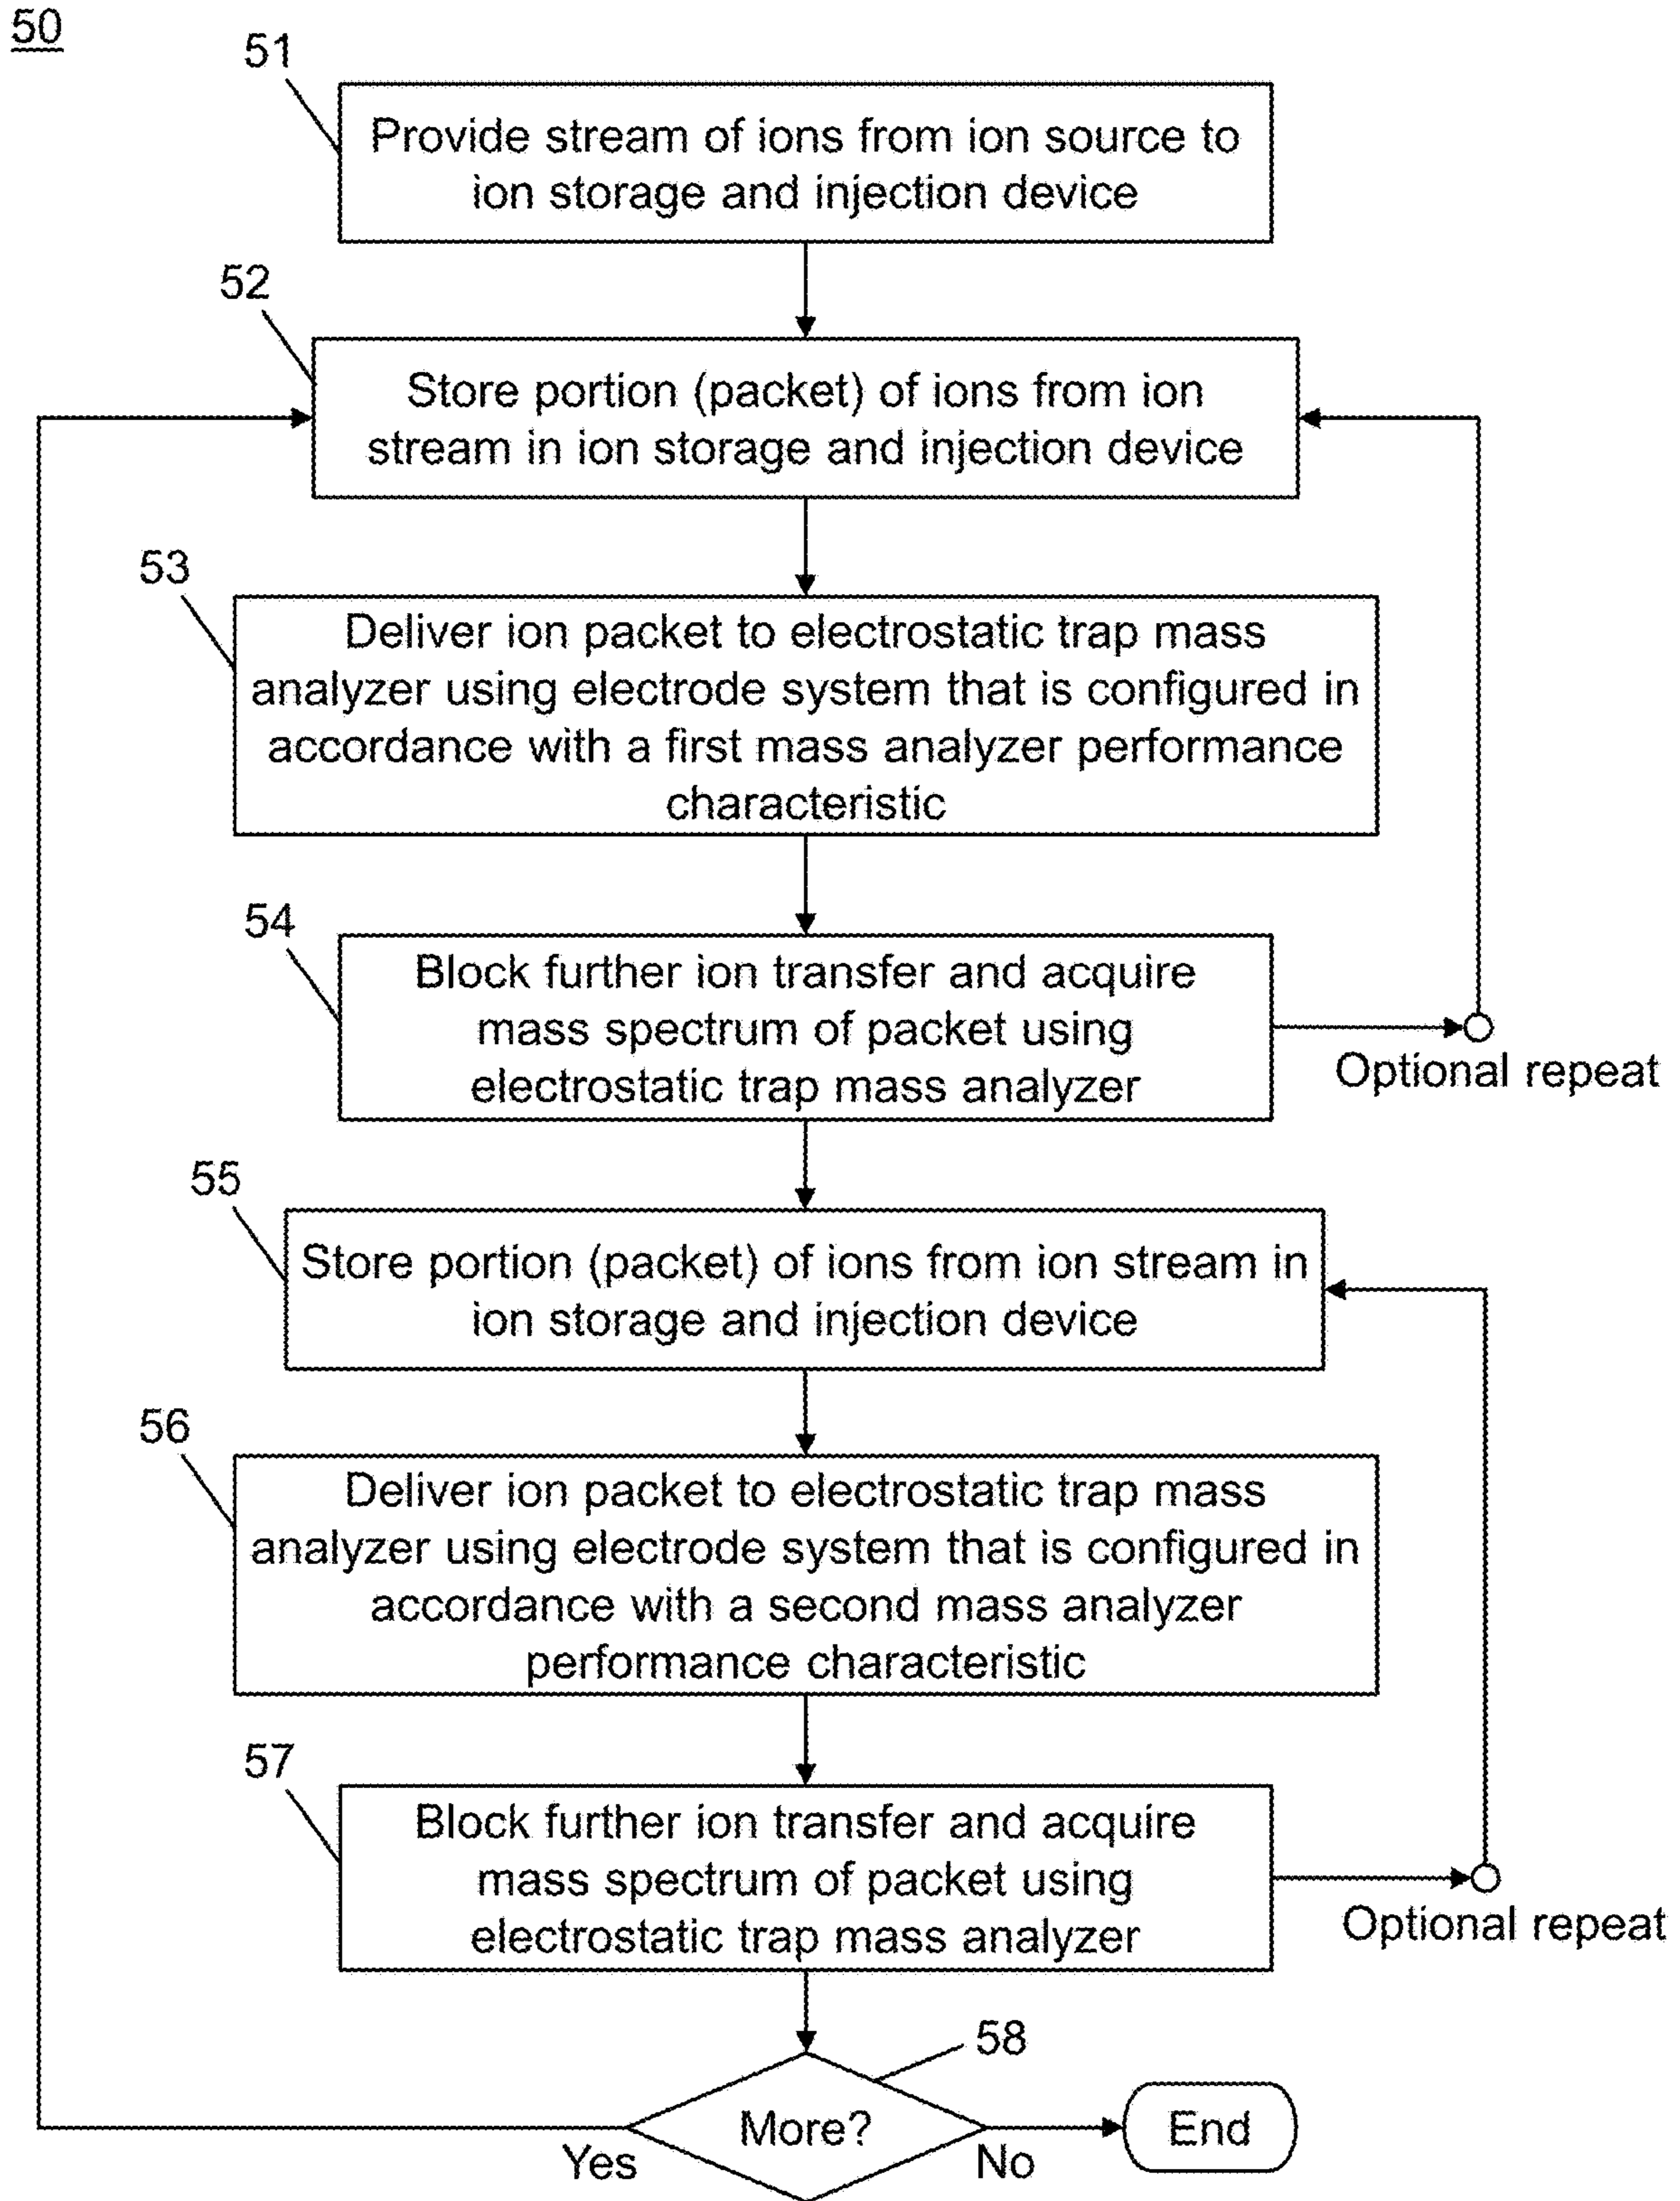 50
51
Provide stream of ions from ion source to
ion storage and injection device
52
Store portion (packet) of ions from ion
stream in ion storage and injection device
53
Deliver ion packet to electrostatic trap mass
analyzer using electrode system that is configured in
accordance with a first mass analyzer performance
characteristic
54
Block further ion transfer and acquire
mass spectrum of packet using
electrostatic trap mass analyzer
Optional repeat
55
Store portion (packet) of ions from ion stream in
ion storage and injection device
56
Deliver ion packet to electrostatic trap mass
analyzer using electrode system that is configured in
accordance with a second mass analyzer
performance characteristic
57
Block further ion transfer and acquire
mass spectrum of packet using
electrostatic trap mass analyzer
Optional repeat
58
More?
Yes
No
End